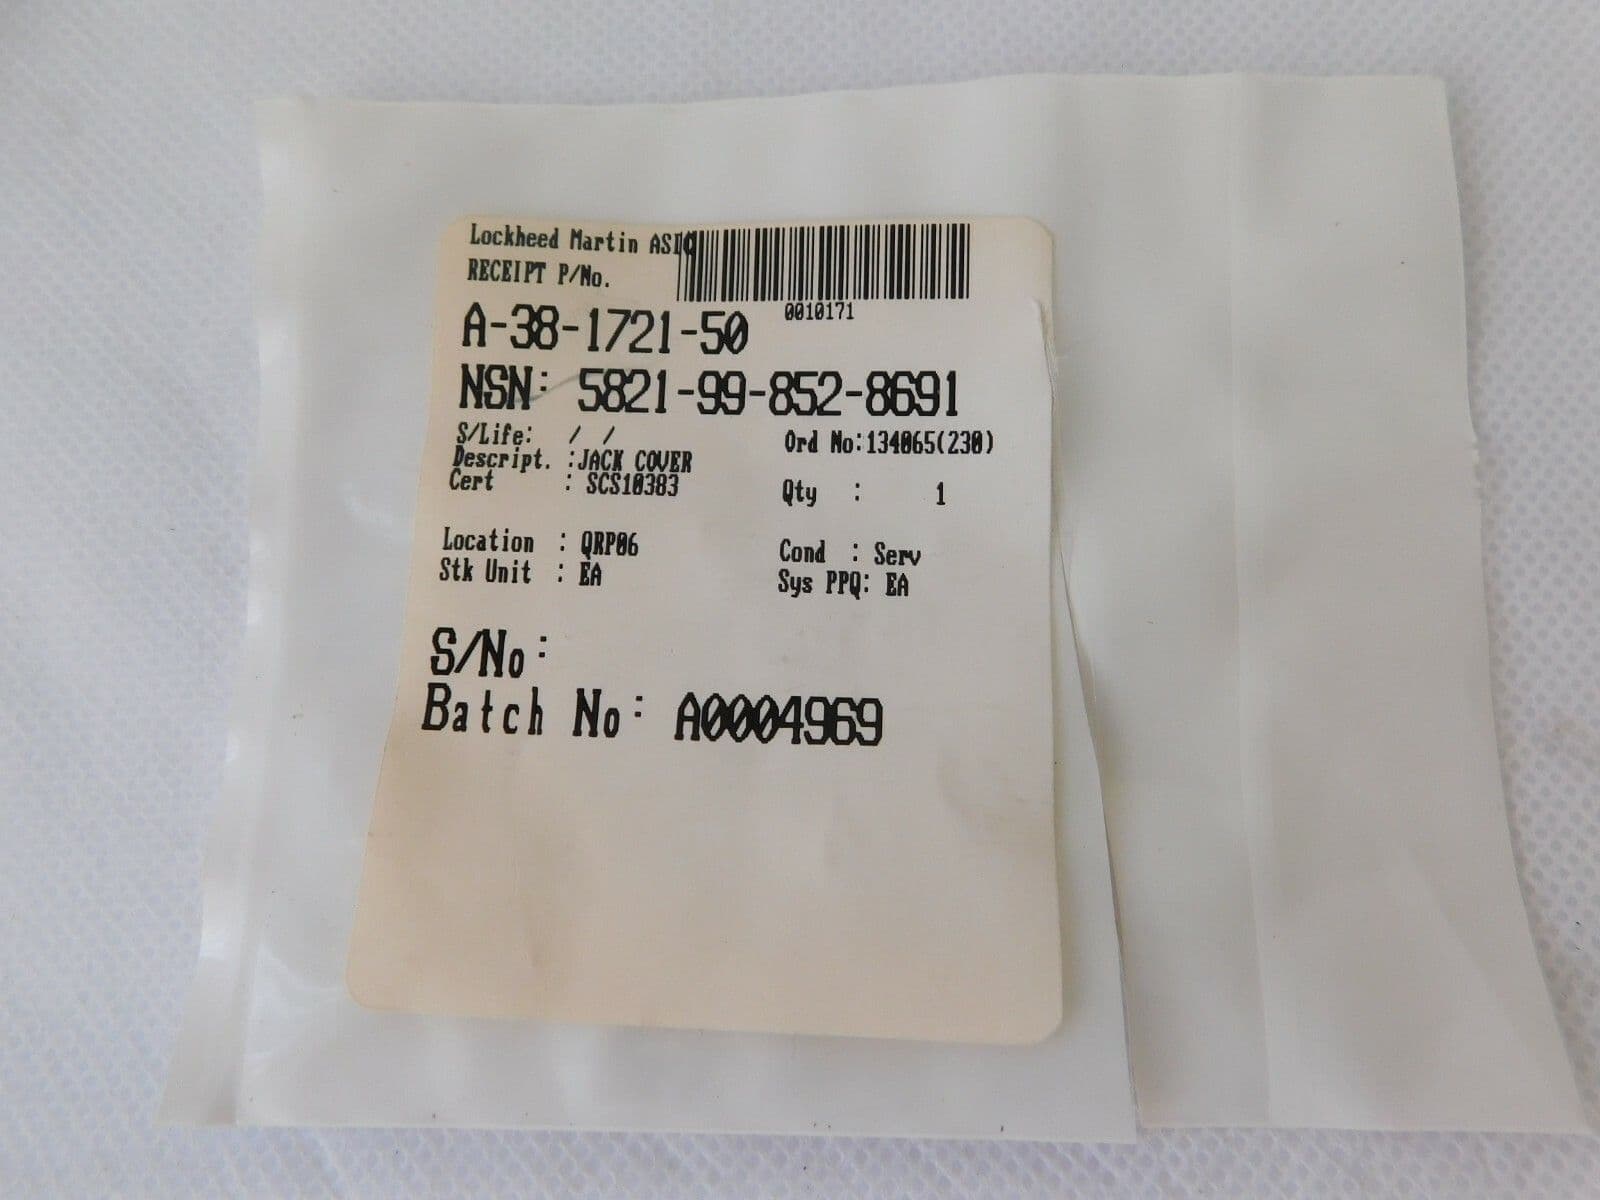 Lockheed Martin ASIC
RECEIPT P/No.
0010171
A-38-1721-50
NSN: 5821-99-852-8691
S/Life: / /
Ord No:134065(230)
Descript. :JACK COVER
Cert : SCS10383
Qty : 1
Location : QRP06
Cond : Serv
Stk Unit : EA
Sys PPQ: EA
S/No:
Batch No: A0004969